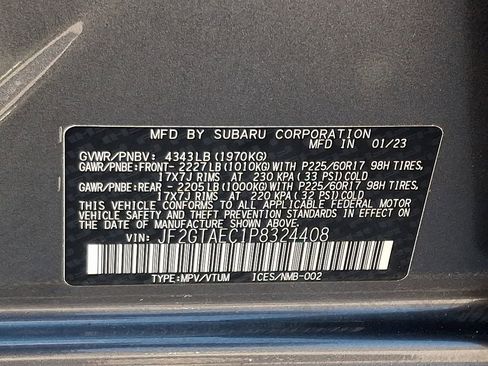 MFD BY SUBARU CORPORATION
MFD IN 01/23
GVWR/PNBV: 4343LB(1970KG)
GAWR/PNBE:FRONT-2227LB(1010KG)WITH P225/60R17 98H TIRES,
17X7J RIMS AT 230 KPA(33 PSI)COLD
GAWR/PNBE:REAR -2205LB(1000KG)WITH P225/60R17 98H TIRES,
17X7J RIMS AT 220 KPA(32 PSI)COLD
THIS VEHICLE CONFORMS TO ALL APPLICABLE FEDERAL MOTOR
VEHICLE SAFETY AND THEFT PREVENTION STANDARDS IN EFFECT
ON THE DATE OF MANUFACTURE SHOWN ABOVE.
VIN: JF2GTAEC1P8324408
TYPE:MPV/VTUM ICES/NMB-002